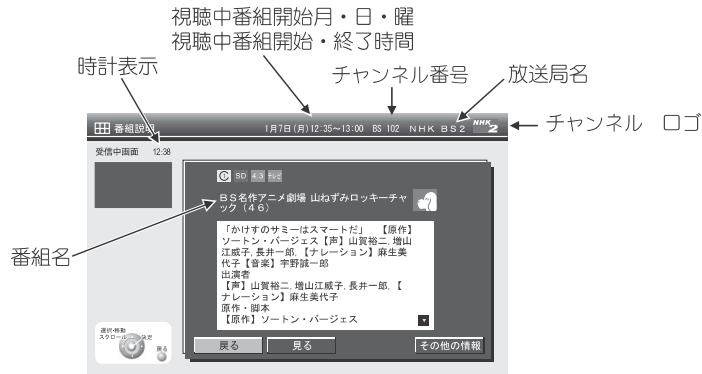 視聴中番組開始月・日・曜
視聴中番組開始・終了時間
時計表示
チャンネル番号
放送局名
番組説明
1月7日(月)12:35～13:00 BS 102 NHK BS2
NHK 2
チャンネル ロゴ
受信中画面 12:38
C SD 4:3 テレビ
BS名作アニメ劇場 山ねずみロッキーチャ
ック(46)
番組名
「かけすのサミーはスマートだ」 【原作】
ソートン・バージェス【声】山賀裕二, 増山
江威子, 長井一郎, 【ナレーション】麻生美
代子【音楽】宇野誠一郎
出演者
【声】山賀裕二, 増山江威子, 長井一郎, 【
ナレーション】麻生美代子
原作・脚本
【原作】ソートン・バージェス
選択・移動
スクロール 決定
戻る
戻る 見る その他の情報